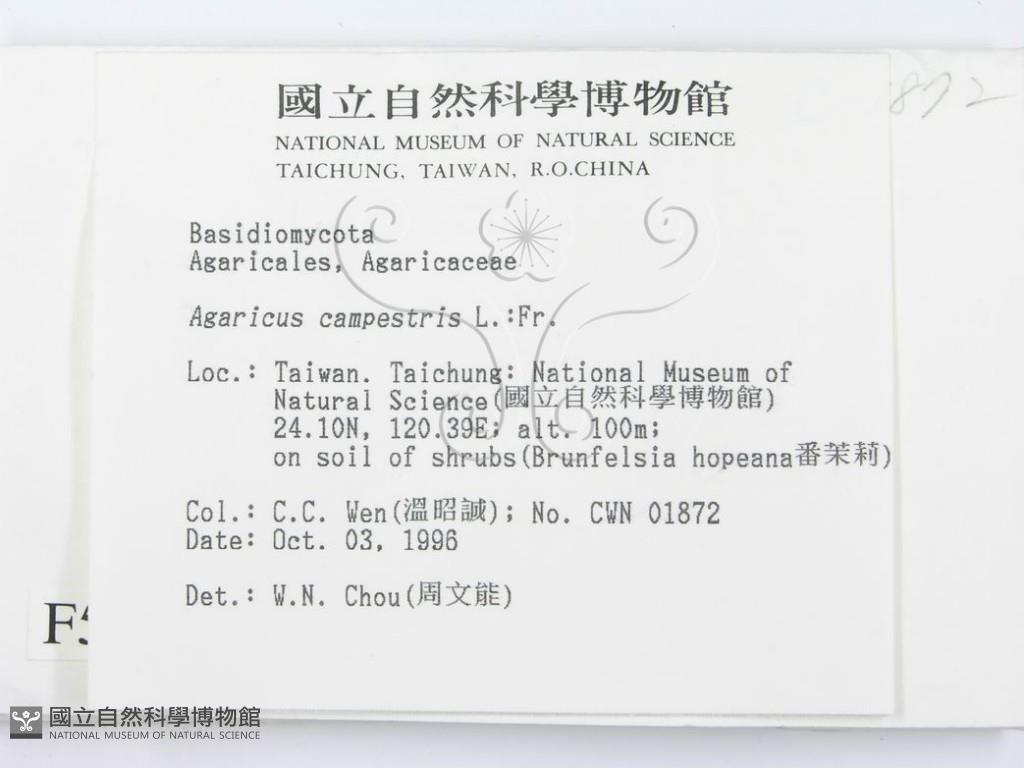 國立自然科學博物館
NATIONAL MUSEUM OF NATURAL SCIENCE
TAICHUNG, TAIWAN, R.O.CHINA
872
Basidiomycota
Agaricales, Agaricaceae
Agaricus campestris L.:Fr.
Loc.: Taiwan. Taichung: National Museum of
Natural Science(國立自然科學博物館)
24.10N, 120.39E; alt. 100m;
on soil of shrubs(Brunfelsia hopeana番茉莉)
Col.: C.C. Wen(溫昭誠); No. CWN 01872
Date: Oct. 03, 1996
Det.: W.N. Chou(周文能)
國立自然科學博物館
NATIONAL MUSEUM OF NATURAL SCIENCE